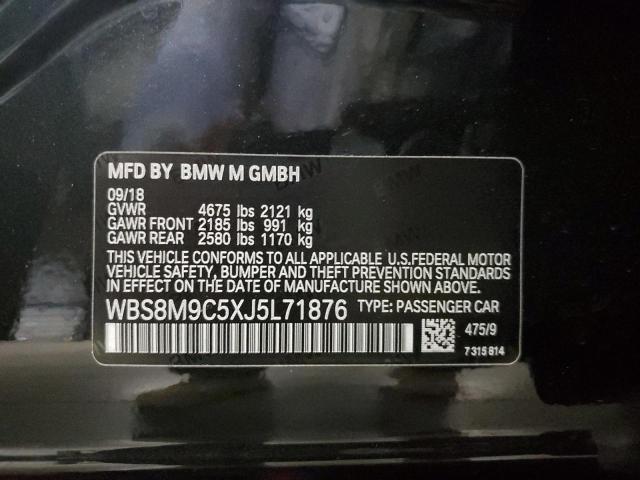 MFD BY BMW M GMBH
09/18
GVWR 4675 lbs 2121 kg
GAWR FRONT 2185 lbs 991 kg
GAWR REAR 2580 lbs 1170 kg
THIS VEHICLE CONFORMS TO ALL APPLICABLE U.S.FEDERAL MOTOR
VEHICLE SAFETY, BUMPER AND THEFT PREVENTION STANDARDS
IN EFFECT ON THE DATE OF MANUFACTURE SHOWN ABOVE.
WBS8M9C5XJ5L71876 TYPE: PASSENGER CAR
475/9
7 315 814